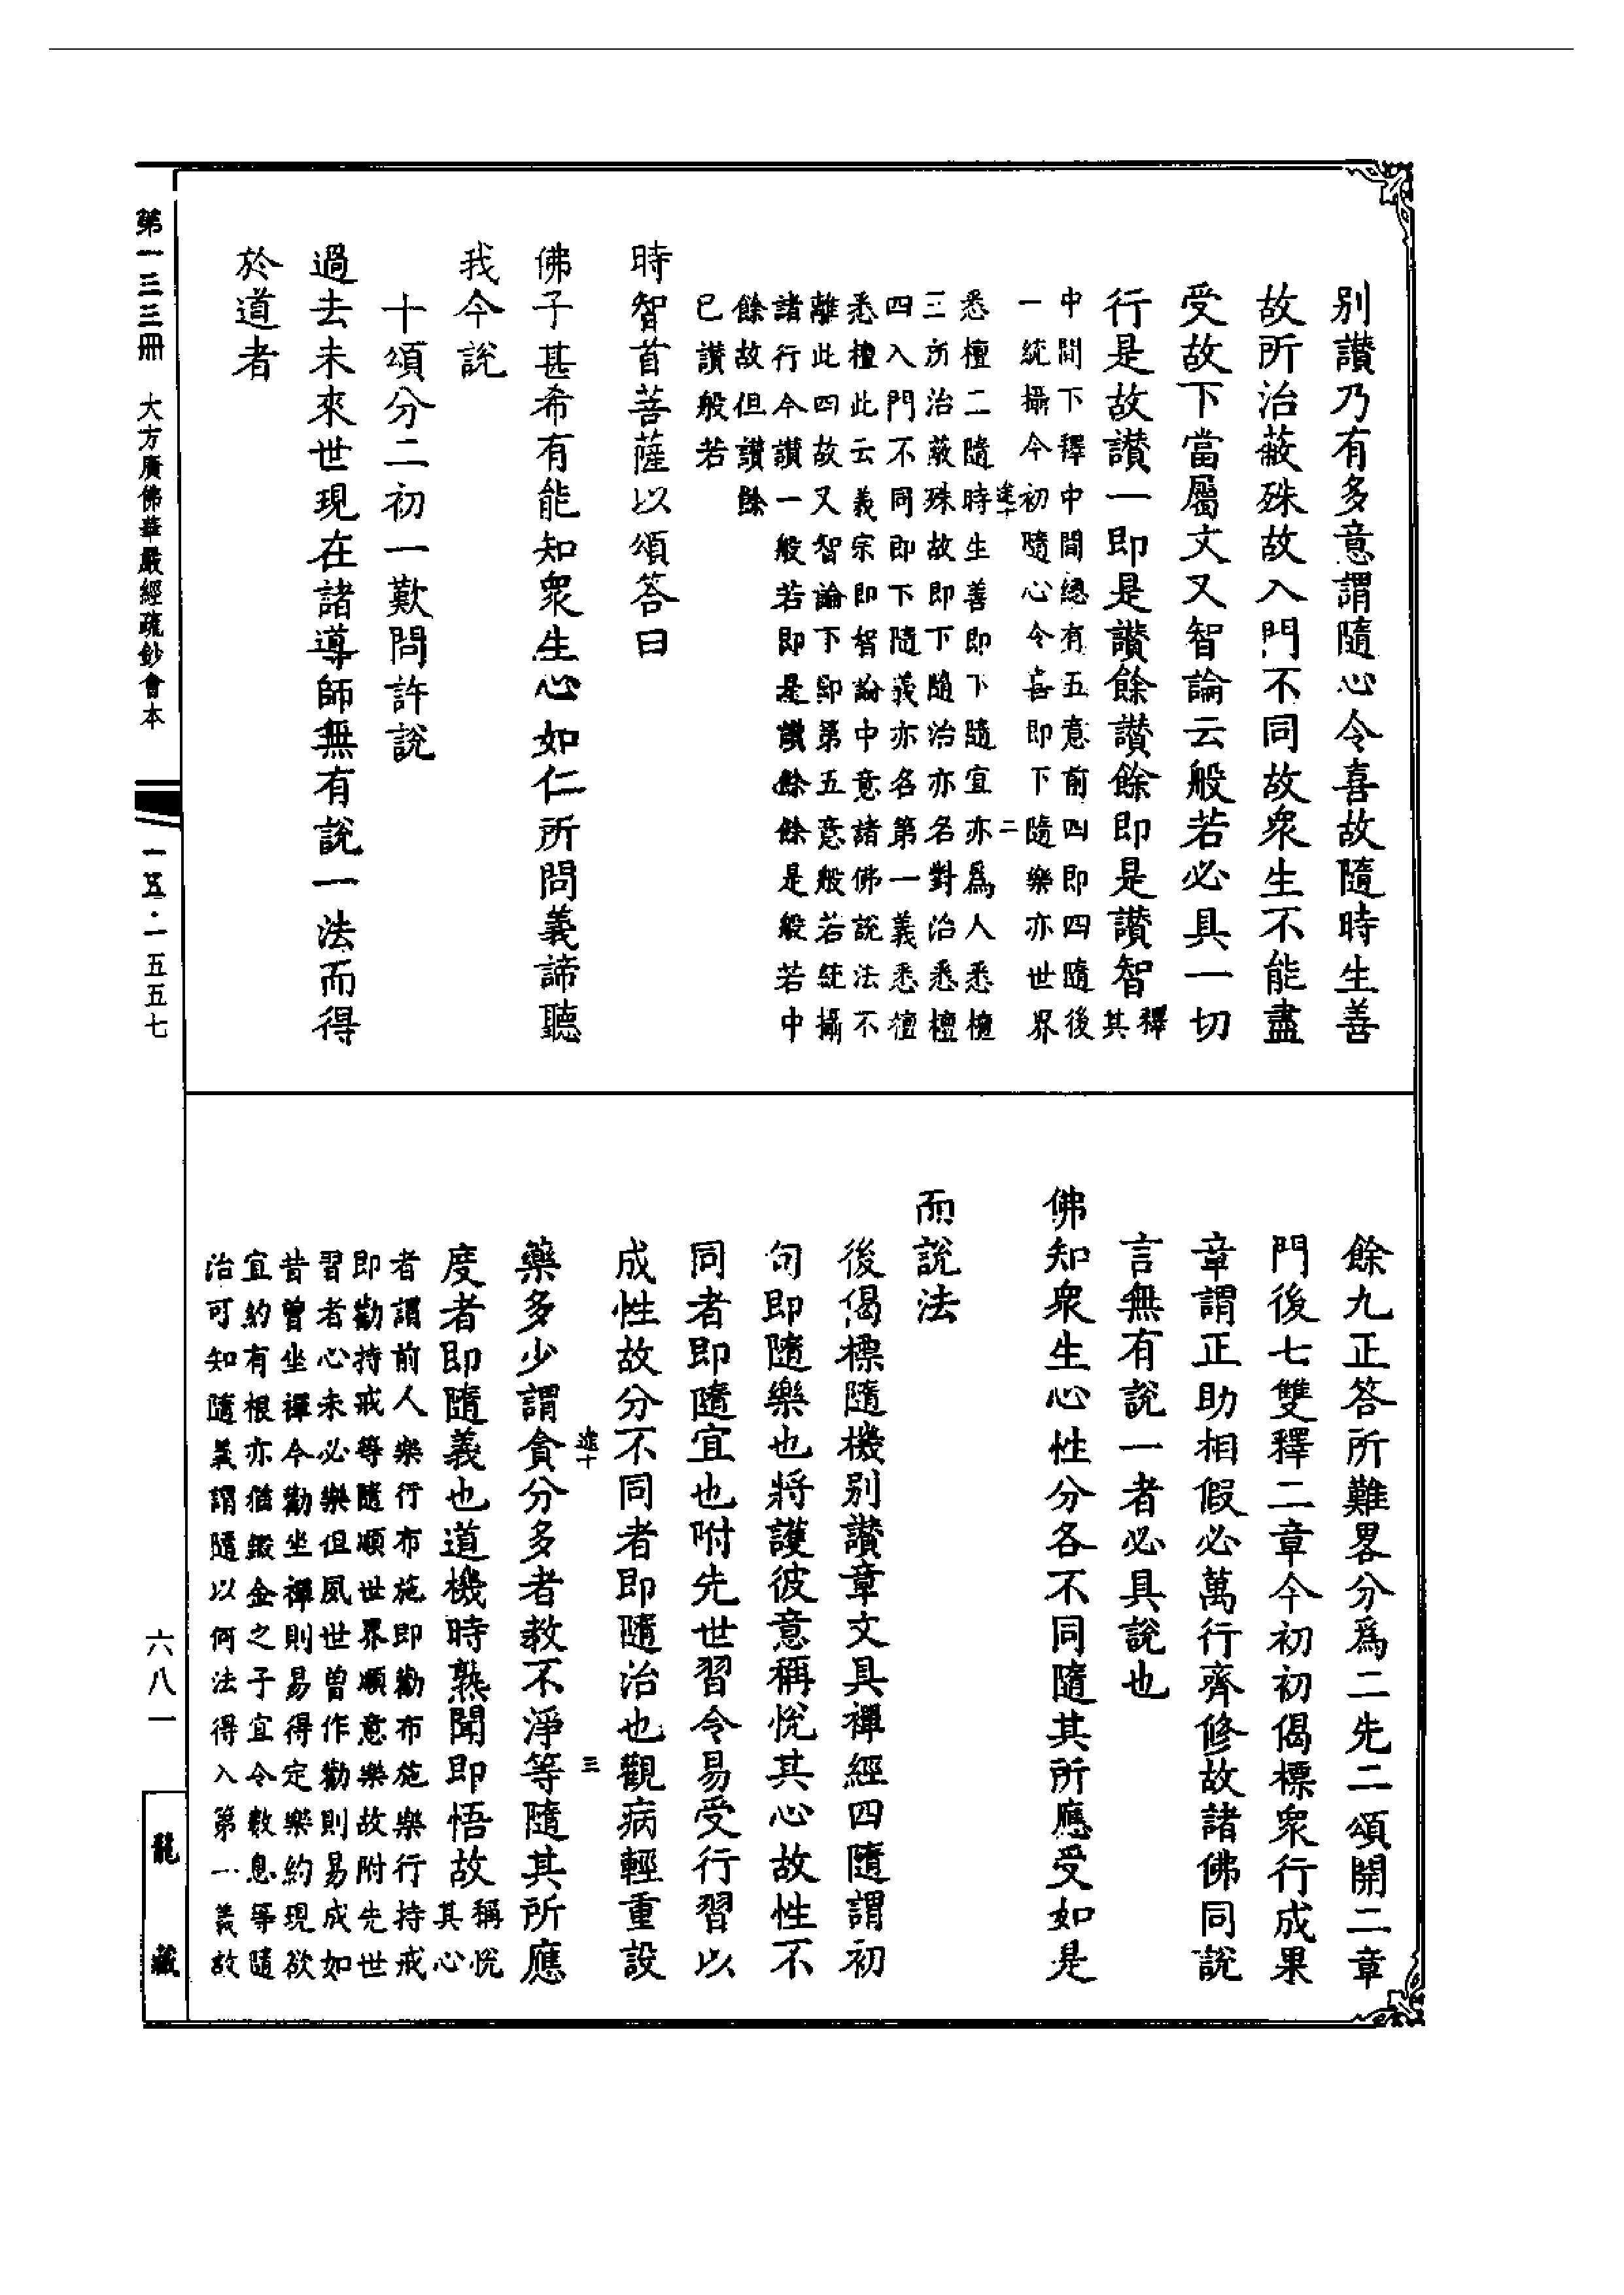 別讃乃有多意謂隨心令喜故隨時生善
故所治蔽殊故入門不同故衆生不能盡
受故下當屬文又智論云般若必具一切
行是故讃一即是讃餘讃餘即是讃智釋其
中間下釋中間總有五意前四即四隨後
一統攝今初隨心令喜即下隨樂亦世界
進十 二
悉檀二隨時生善即下隨宜亦爲人悉檀
三所治蔽殊故即下隨治亦名對治悉檀
四入門不同即下隨義亦名第一義悉檀
悉檀此云義宗即智論中意諸佛說法不
離此四故又智論下即第五意般若統攝
諸行今讃一般若即是讃餘餘是般若中
餘故但讃餘
已讃般若
時智首菩薩以頌答曰
佛子甚希有能知衆生心如仁所問義諦聽
我今說
十頌分二初一歎問許說
過去未來世現在諸導師無有說一法而得
於道者
餘九正答所難畧分爲二先二頌開二章
門後七雙釋二章今初初偈標衆行成果
章謂正助相假必萬行齊修故諸佛同說
言無有說一者必具說也
佛知衆生心性分各不同隨其所應受如是
而說法
後偈標隨機別讃章文具禪經四隨謂初
句即隨樂也將護彼意稱悅其心故性不
同者即隨宜也附先世習令易受行習以
成性故分不同者即隨治也觀病輕重設
進十 三
藥多少謂貪分多者教不淨等隨其所應
度者即隨義也道機時熟聞即悟故稱悅其心
者謂前人樂行布施即勸布施樂行持戒
即勸持戒等隨順世界順意樂故附先世
習者心未必樂但夙世曾作勸則易成如
昔曾坐禪今勸坐禪則易得定樂約現欲
宜約有根亦猶鍛金之子宜令數息等隨
治可知隨義謂隨以何法得入第一義故
第一三三冊 大方廣佛華嚴經疏鈔會本
一五·二五五七
六八一
龍藏